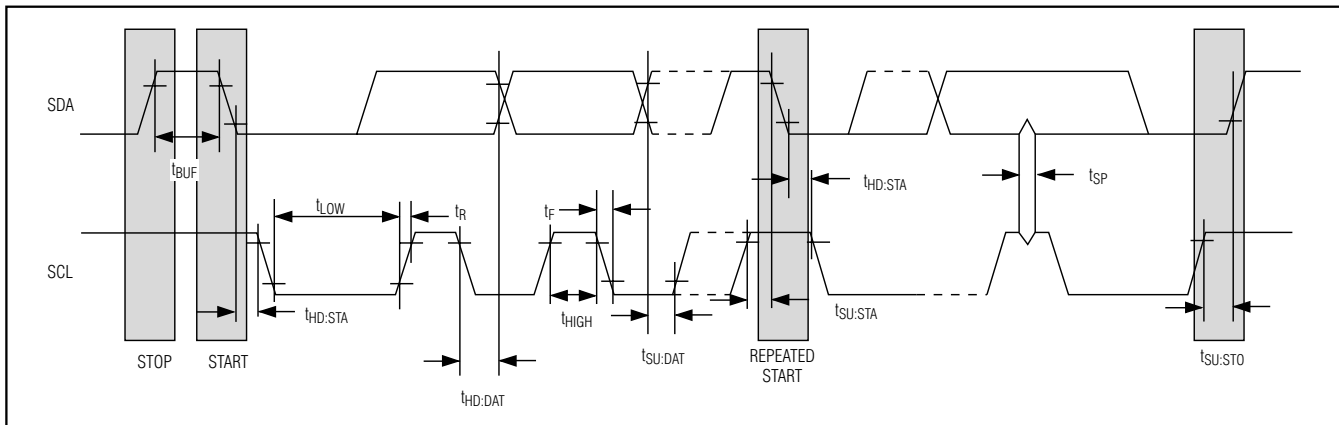 SDA
tBUF
tHD:STA
tSP
tLOW
tR
tF
SCL
tHD:STA
tHIGH
tSU:STA
tSU:DAT
STOP
START
REPEATED
START
tSU:STO
tHD:DAT